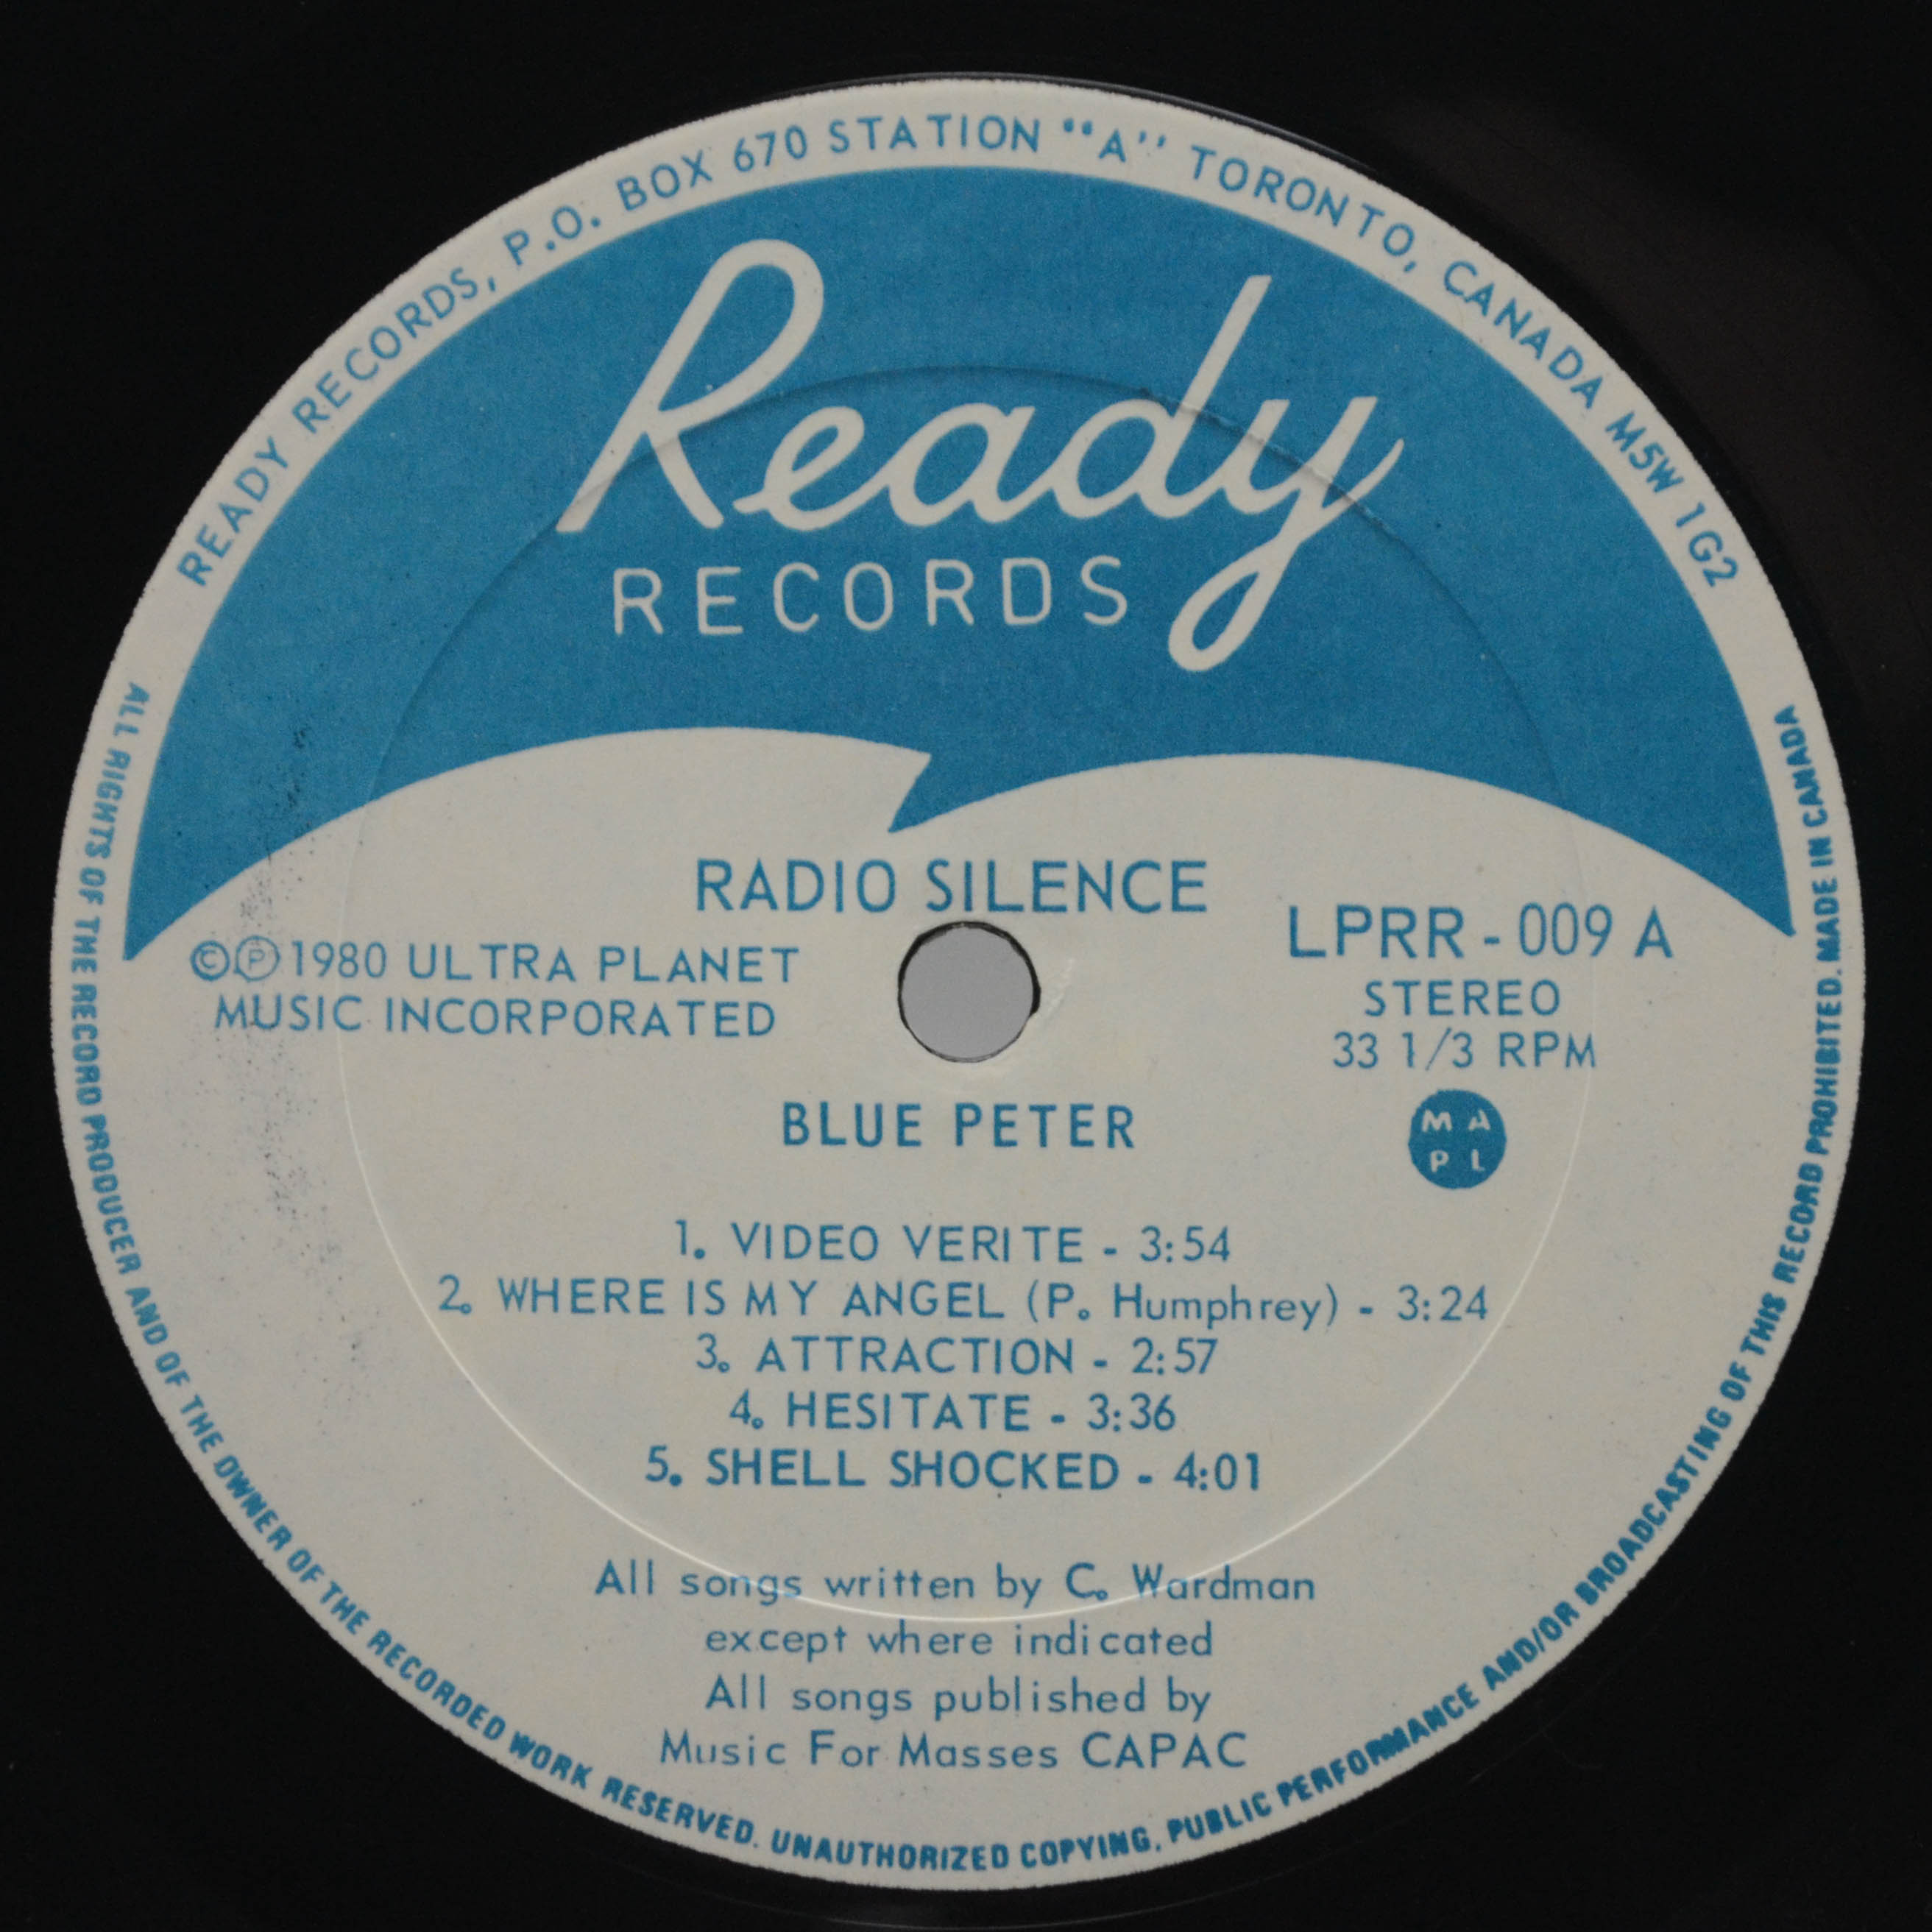 READY RECORDS, P.O. BOX 670 STATION "A" TORONTO, CANADA M5W 1G2
Ready
RECORDS
RADIO SILENCE
©℗ 1980 ULTRA PLANET
MUSIC INCORPORATED
LPRR - 009 A
STEREO
33 1/3 RPM
M A
P L
BLUE PETER
1. VIDEO VERITE - 3:54
2. WHERE IS MY ANGEL (P. Humphrey) - 3:24
3. ATTRACTION - 2:57
4. HESITATE - 3:36
5. SHELL SHOCKED - 4:01
All songs written by C. Wardman
except where indicated
All songs published by
Music For Masses CAPAC
ALL RIGHTS OF THE RECORD PRODUCER AND OF THE OWNER OF THE RECORDED WORK RESERVED. UNAUTHORIZED COPYING, PUBLIC PERFORMANCE AND/OR BROADCASTING OF THIS RECORD PROHIBITED. MADE IN CANADA